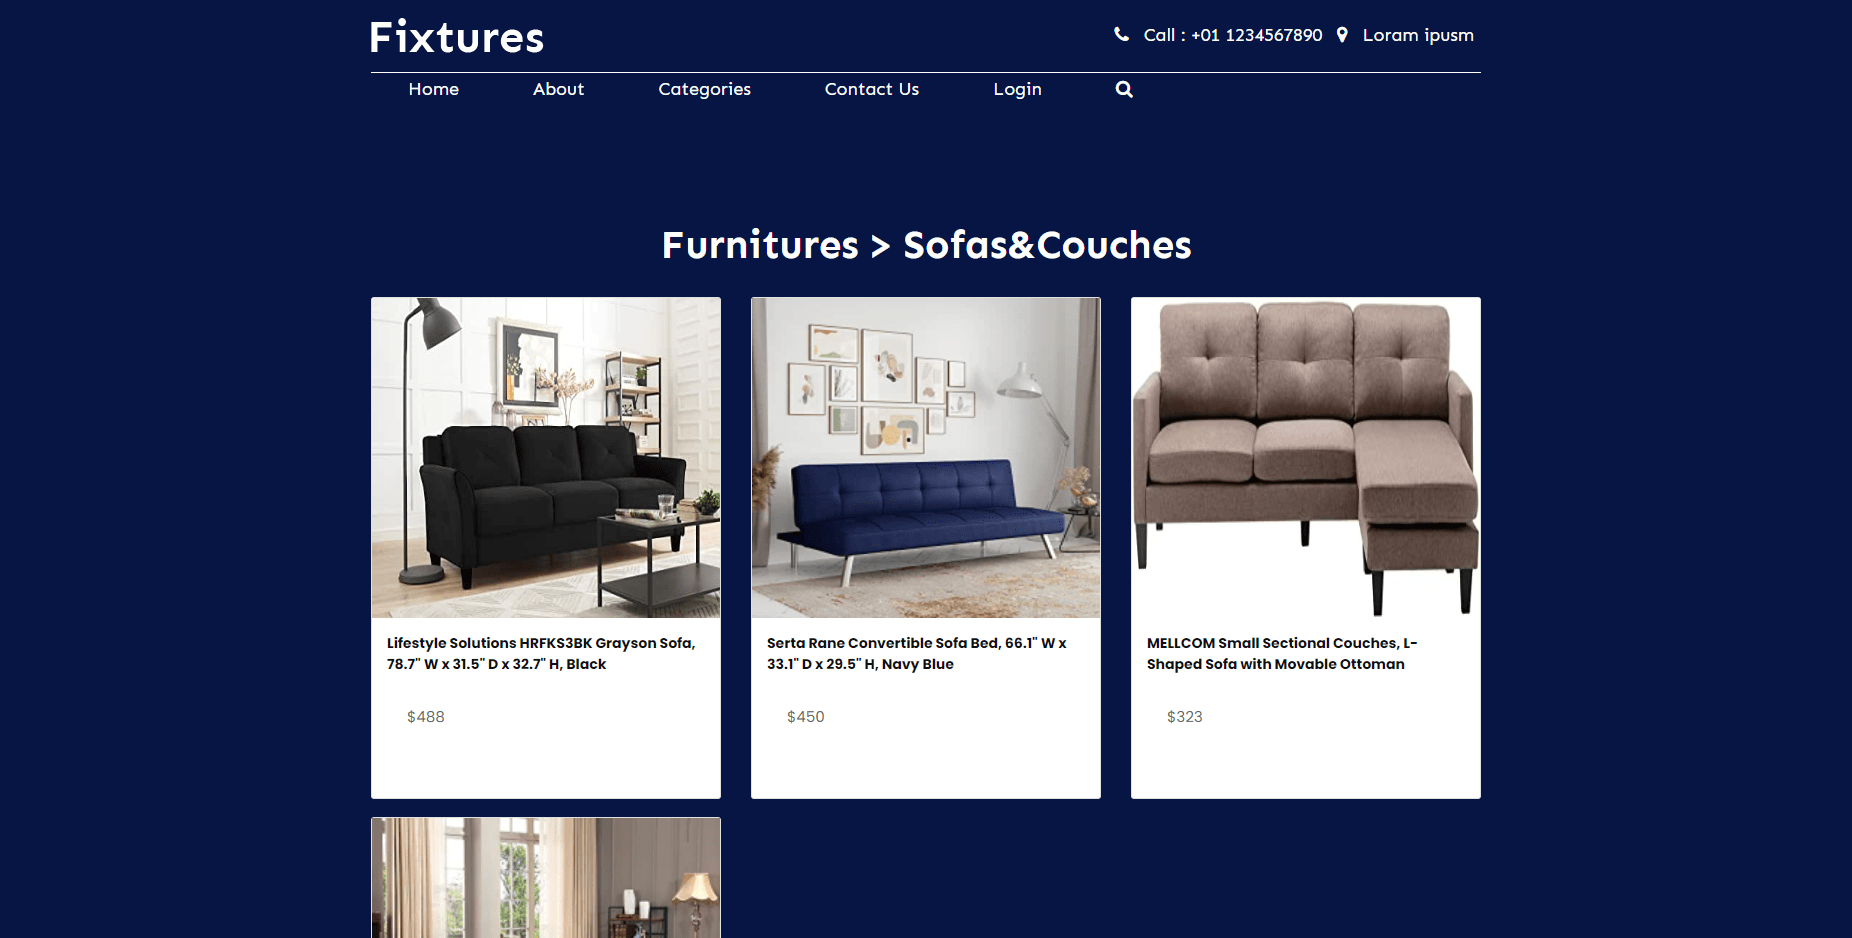 Fixtures
Call : +01 1234567890 Loram ipusm
Home About Categories Contact Us Login
Furnitures > Sofas&Couches
Lifestyle Solutions HRFKS3BK Grayson Sofa,
78.7" W x 31.5" D x 32.7" H, Black
$488
Serta Rane Convertible Sofa Bed, 66.1" W x
33.1" D x 29.5" H, Navy Blue
$450
MELLCOM Small Sectional Couches, L-
Shaped Sofa with Movable Ottoman
$323